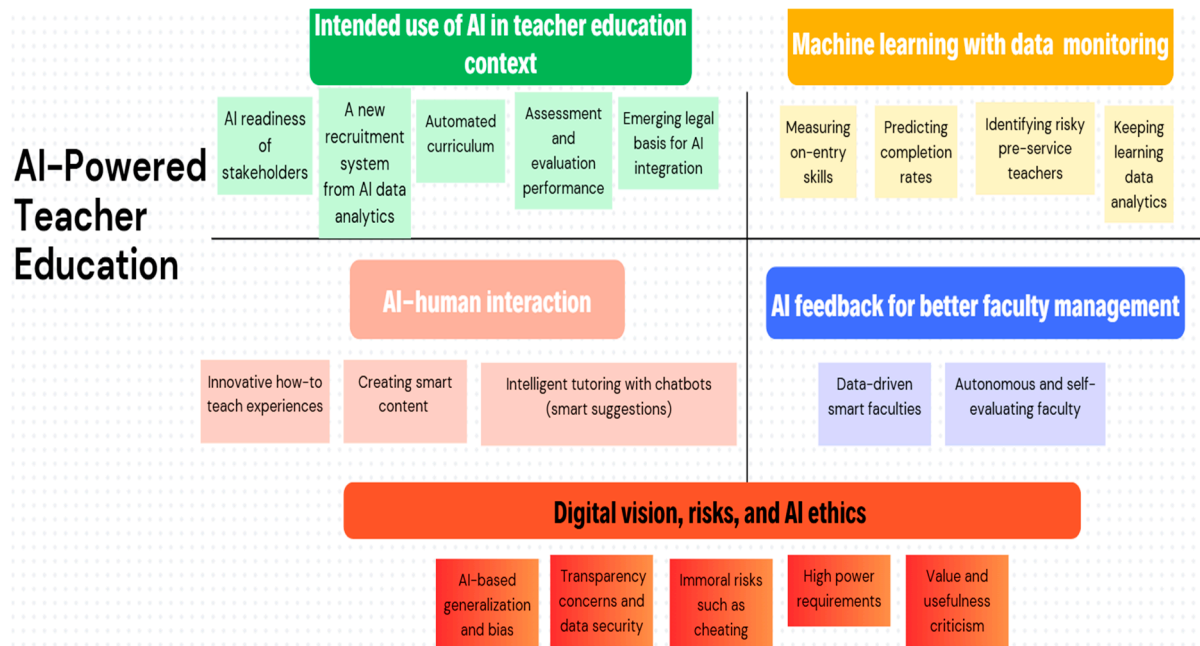 AI-Powered
Teacher
Education
Intended use of AI in teacher education
context
AI readiness
of
stakeholders
A new
recruitment
system
from AI data
analytics
Automated
curriculum
Assessment
and
evaluation
performance
Emerging legal
basis for AI
integration
Machine learning with data monitoring
Measuring
on-entry
skills
Predicting
completion
rates
Identifying risky
pre-service
teachers
Keeping
learning
data
analytics
AI-human interaction
Innovative how-to
teach experiences
Creating smart
content
Intelligent tutoring with chatbots
(smart suggestions)
AI feedback for better faculty management
Data-driven
smart faculties
Autonomous and self-
evaluating faculty
Digital vision, risks, and AI ethics
AI-based
generalization
and bias
Transparency
concerns and
data security
Immoral risks
such as
cheating
High power
requirements
Value and
usefulness
criticism